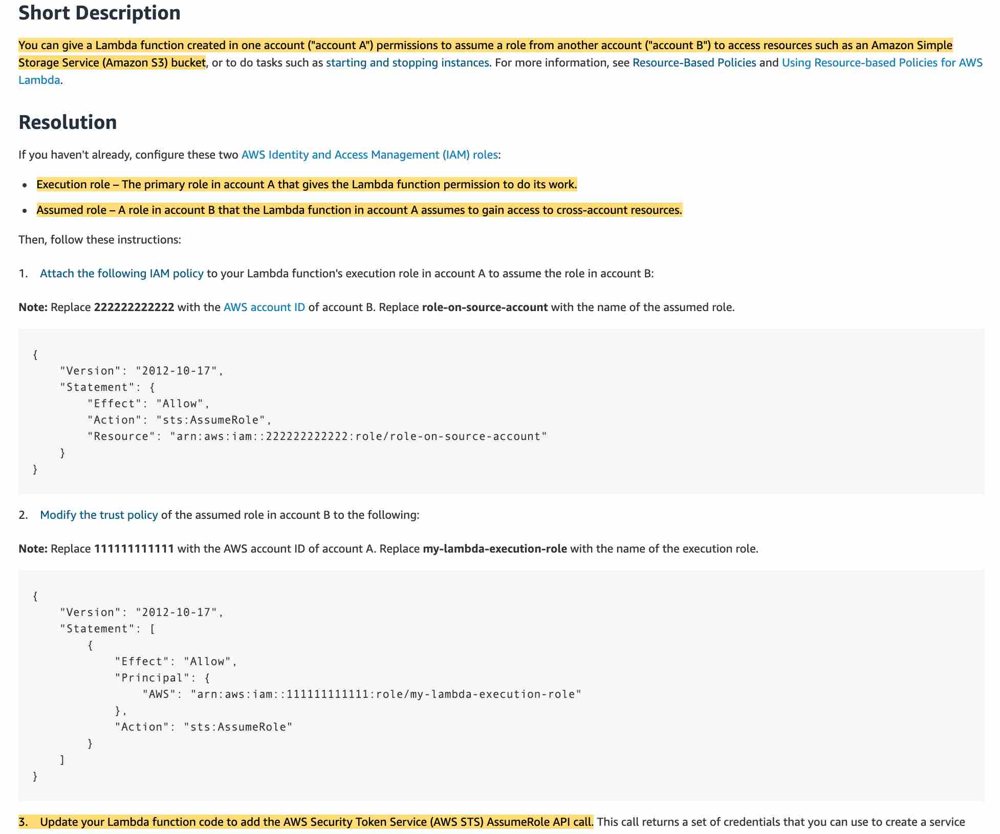 Short Description
You can give a Lambda function created in one account ("account A") permissions to assume a role from another account ("account B") to access resources such as an Amazon Simple
Storage Service (Amazon S3) bucket, or to do tasks such as starting and stopping instances. For more information, see Resource-Based Policies and Using Resource-based Policies for AWS
Lambda.
Resolution
If you haven't already, configure these two AWS Identity and Access Management (IAM) roles:
• Execution role – The primary role in account A that gives the Lambda function permission to do its work.
• Assumed role – A role in account B that the Lambda function in account A assumes to gain access to cross-account resources.
Then, follow these instructions:
1. Attach the following IAM policy to your Lambda function's execution role in account A to assume the role in account B:
Note: Replace 222222222222 with the AWS account ID of account B. Replace role-on-source-account with the name of the assumed role.
{
    "Version": "2012-10-17",
    "Statement": {
        "Effect": "Allow",
        "Action": "sts:AssumeRole",
        "Resource": "arn:aws:iam::222222222222:role/role-on-source-account"
    }
}
2. Modify the trust policy of the assumed role in account B to the following:
Note: Replace 111111111111 with the AWS account ID of account A. Replace my-lambda-execution-role with the name of the execution role.
{
    "Version": "2012-10-17",
    "Statement": [
        {
            "Effect": "Allow",
            "Principal": {
                "AWS": "arn:aws:iam::111111111111:role/my-lambda-execution-role"
            },
            "Action": "sts:AssumeRole"
        }
    ]
}
3. Update your Lambda function code to add the AWS Security Token Service (AWS STS) AssumeRole API call. This call returns a set of credentials that you can use to create a service